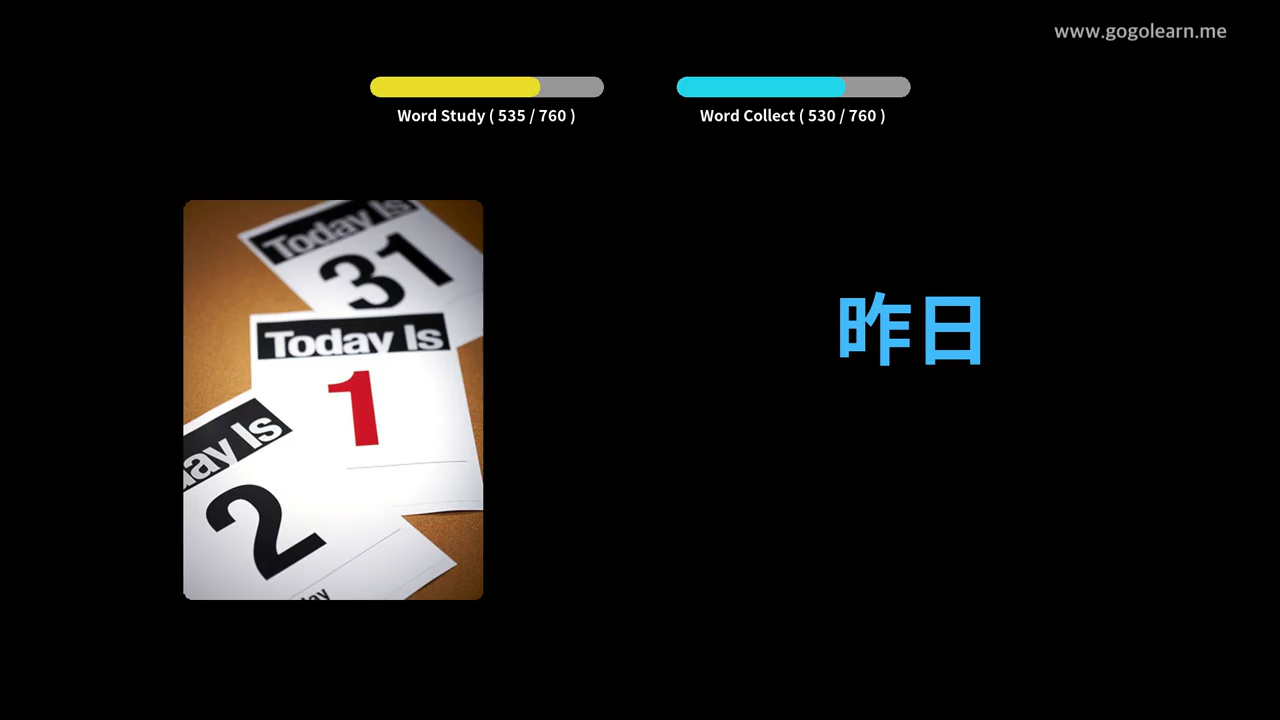 www.gogolearn.me
Word Study ( 535 / 760 )
Word Collect ( 530 / 760 )
Today Is
31
Today Is
1
day Is
2
昨日